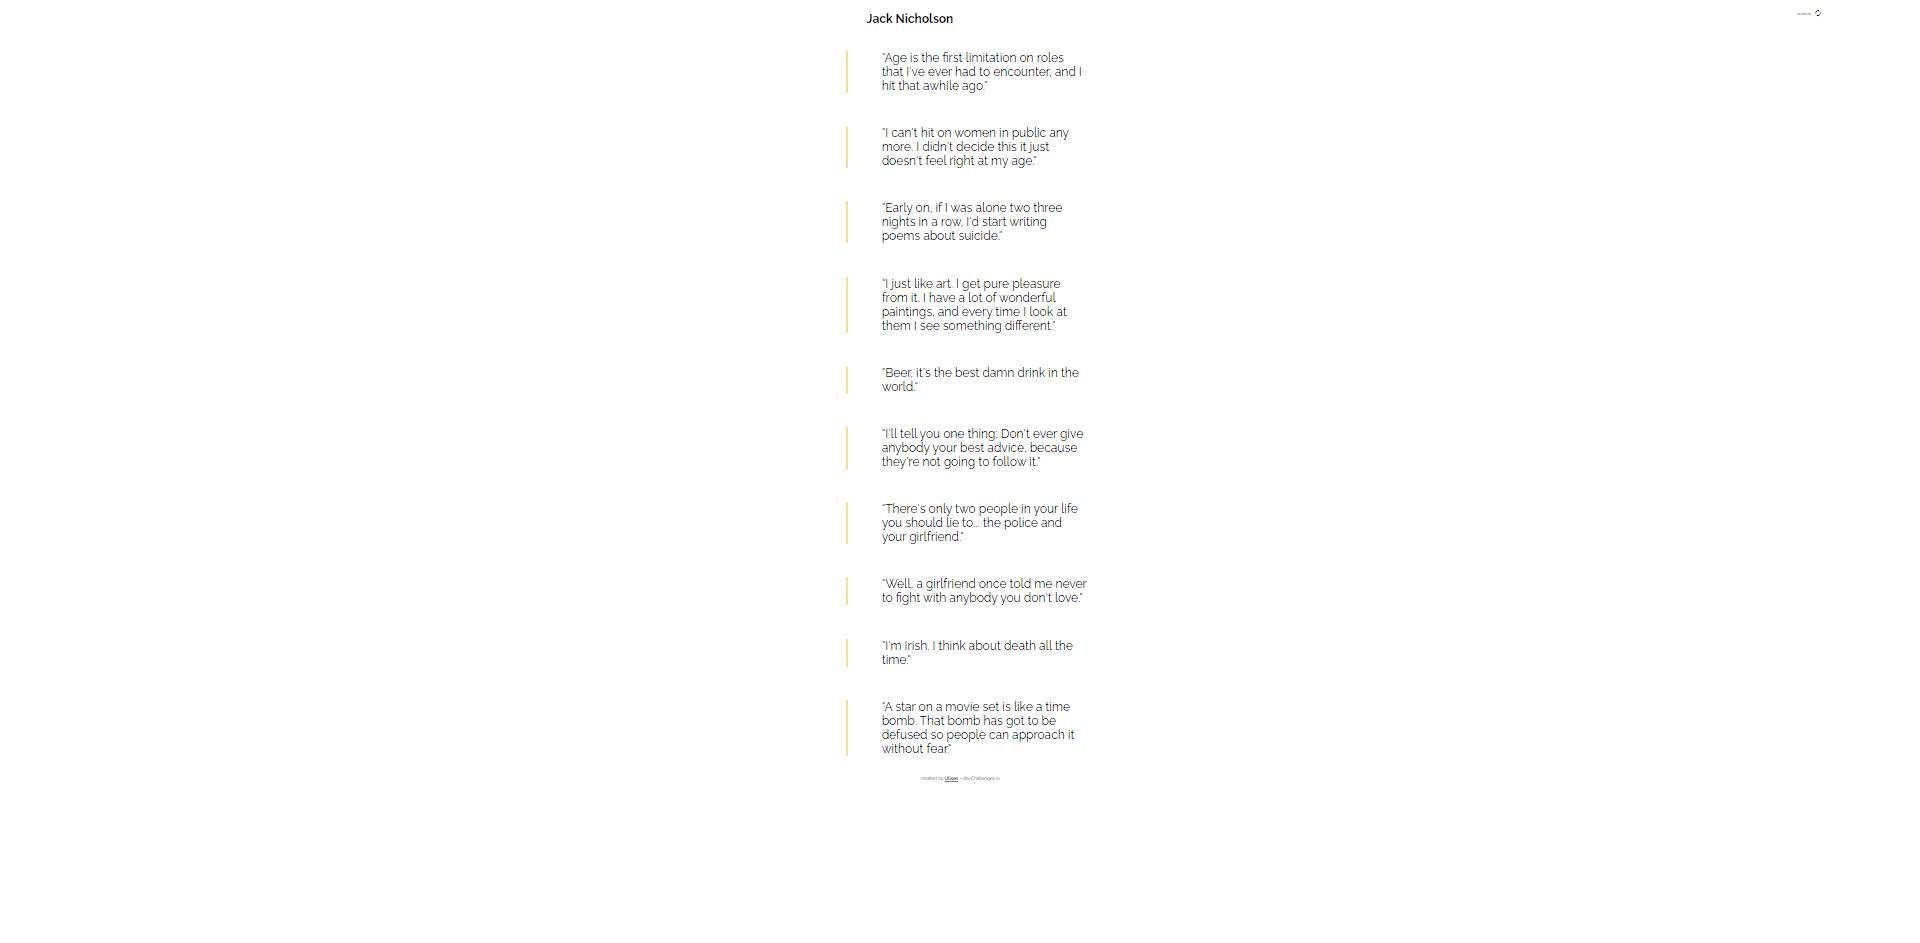 Jack Nicholson
"Age is the first limitation on roles
that I've ever had to encounter, and I
hit that awhile ago."
"I can't hit on women in public any
more. I didn't decide this it just
doesn't feel right at my age."
"Early on, if I was alone two three
nights in a row, I'd start writing
poems about suicide."
"I just like art. I get pure pleasure
from it. I have a lot of wonderful
paintings, and every time I look at
them I see something different."
"Beer, it's the best damn drink in the
world."
"I'll tell you one thing: Don't ever give
anybody your best advice, because
they're not going to follow it."
"There's only two people in your life
you should lie to... the police and
your girlfriend."
"Well, a girlfriend once told me never
to fight with anybody you don't love."
"I'm Irish. I think about death all the
time."
"A star on a movie set is like a time
bomb. That bomb has got to be
defused so people can approach it
without fear."
created by Ulises - devChallenges.io